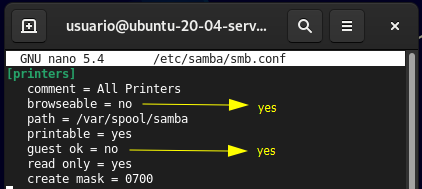 usuario@ubuntu-20-04-serv...
GNU nano 5.4 /etc/samba/smb.conf
[printers]
comment = All Printers
browseable = no yes
path = /var/spool/samba
printable = yes
guest ok = no yes
read only = yes
create mask = 0700